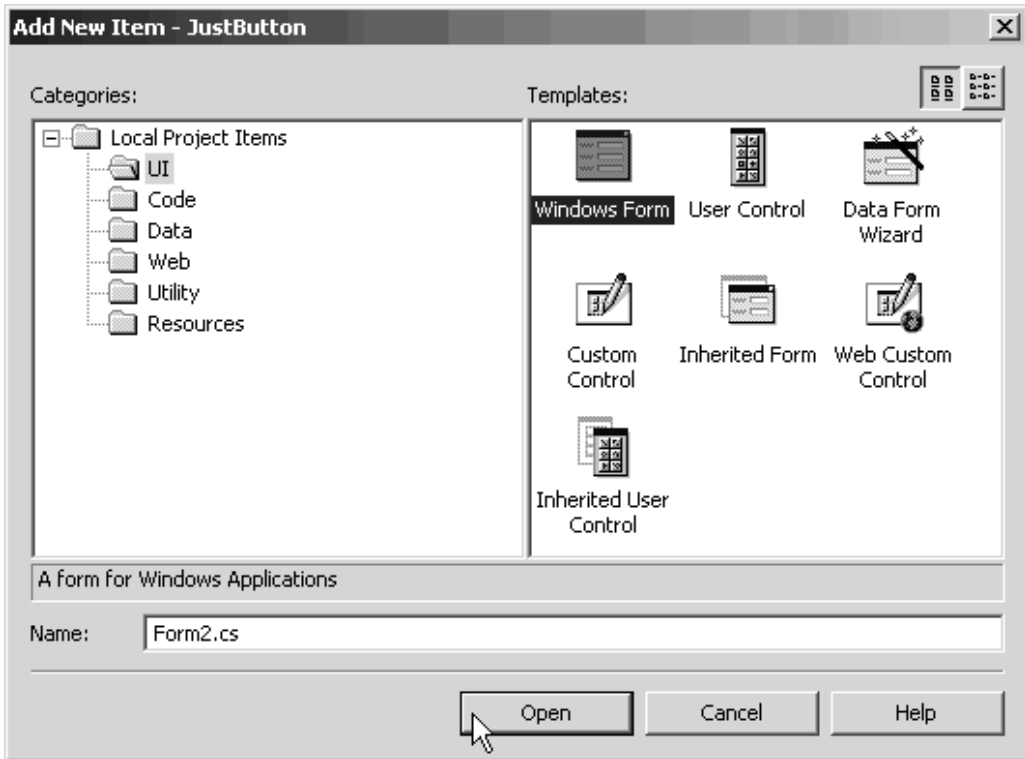 Add New Item - JustButton
Categories:
Templates:
Local Project Items
UI
Code
Data
Web
Utility
Resources
Windows Form
User Control
Data Form
Wizard
Custom
Control
Inherited Form
Web Custom
Control
Inherited User
Control
A form for Windows Applications
Name:
Form2.cs
Open
Cancel
Help